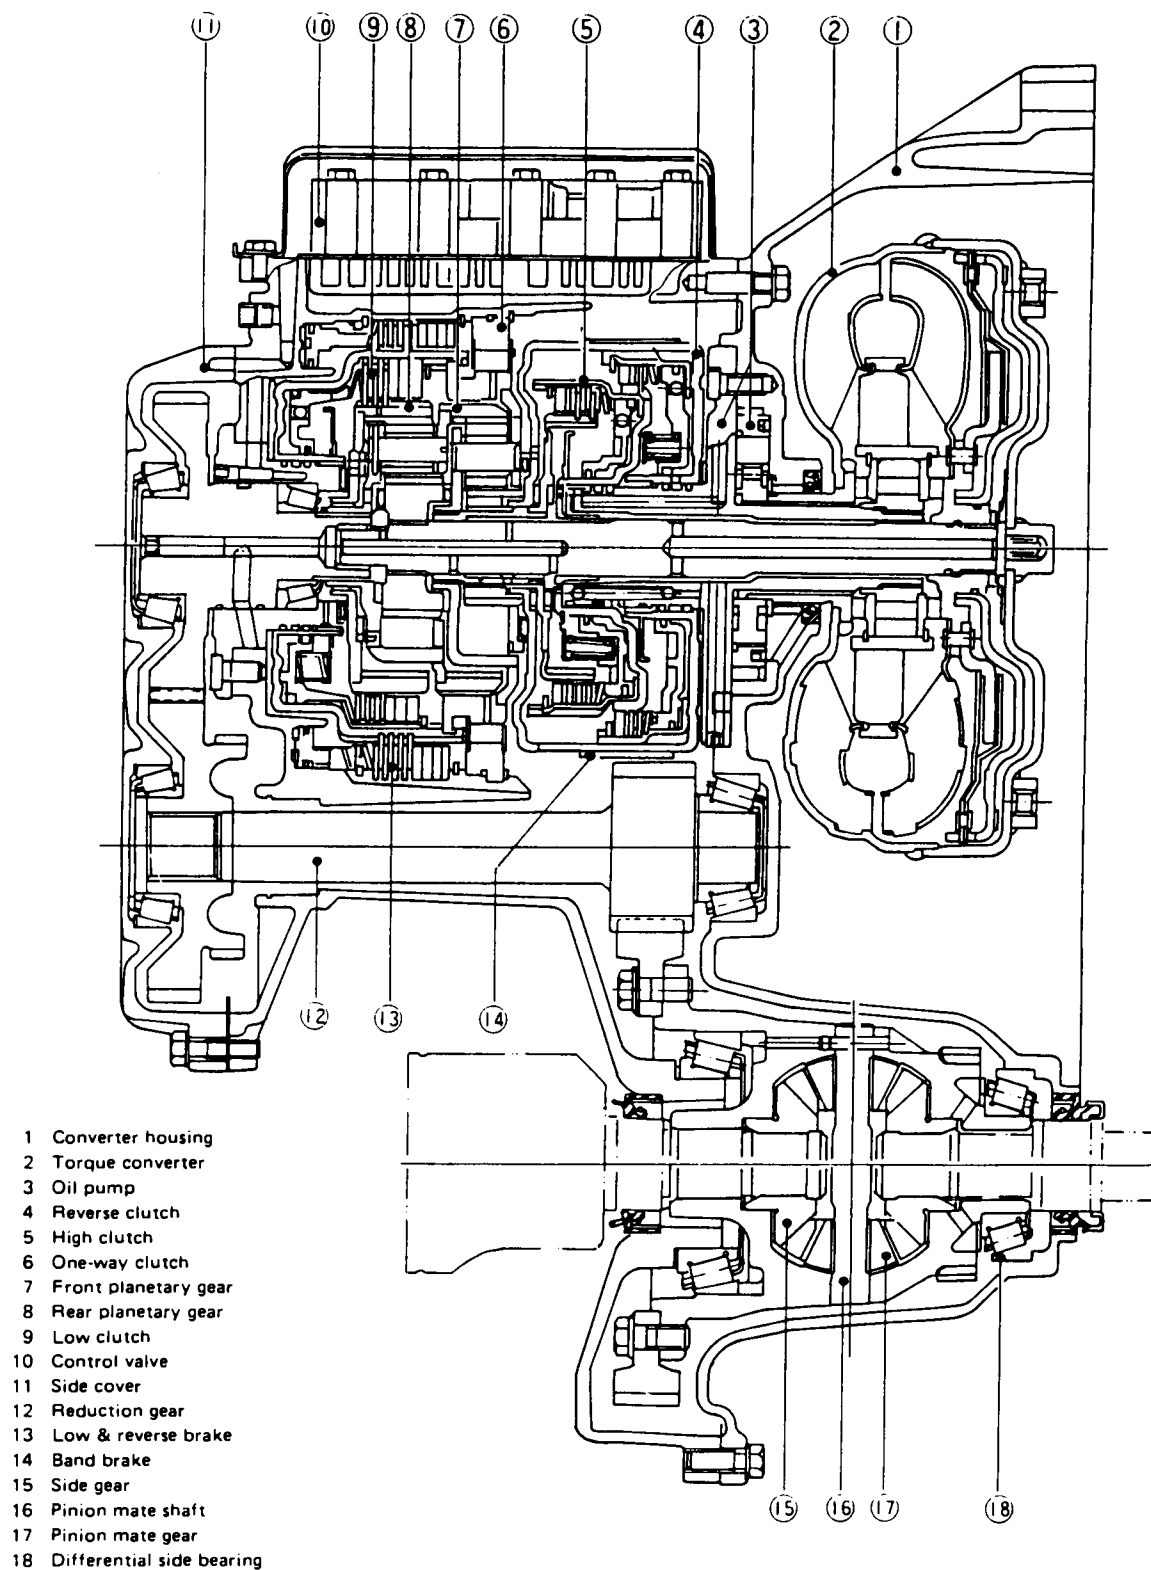 11 10 9 8 7 6 5 4 3 2 1
12 13 14
15 16 17 18
1 Converter housing
2 Torque converter
3 Oil pump
4 Reverse clutch
5 High clutch
6 One-way clutch
7 Front planetary gear
8 Rear planetary gear
9 Low clutch
10 Control valve
11 Side cover
12 Reduction gear
13 Low & reverse brake
14 Band brake
15 Side gear
16 Pinion mate shaft
17 Pinion mate gear
18 Differential side bearing